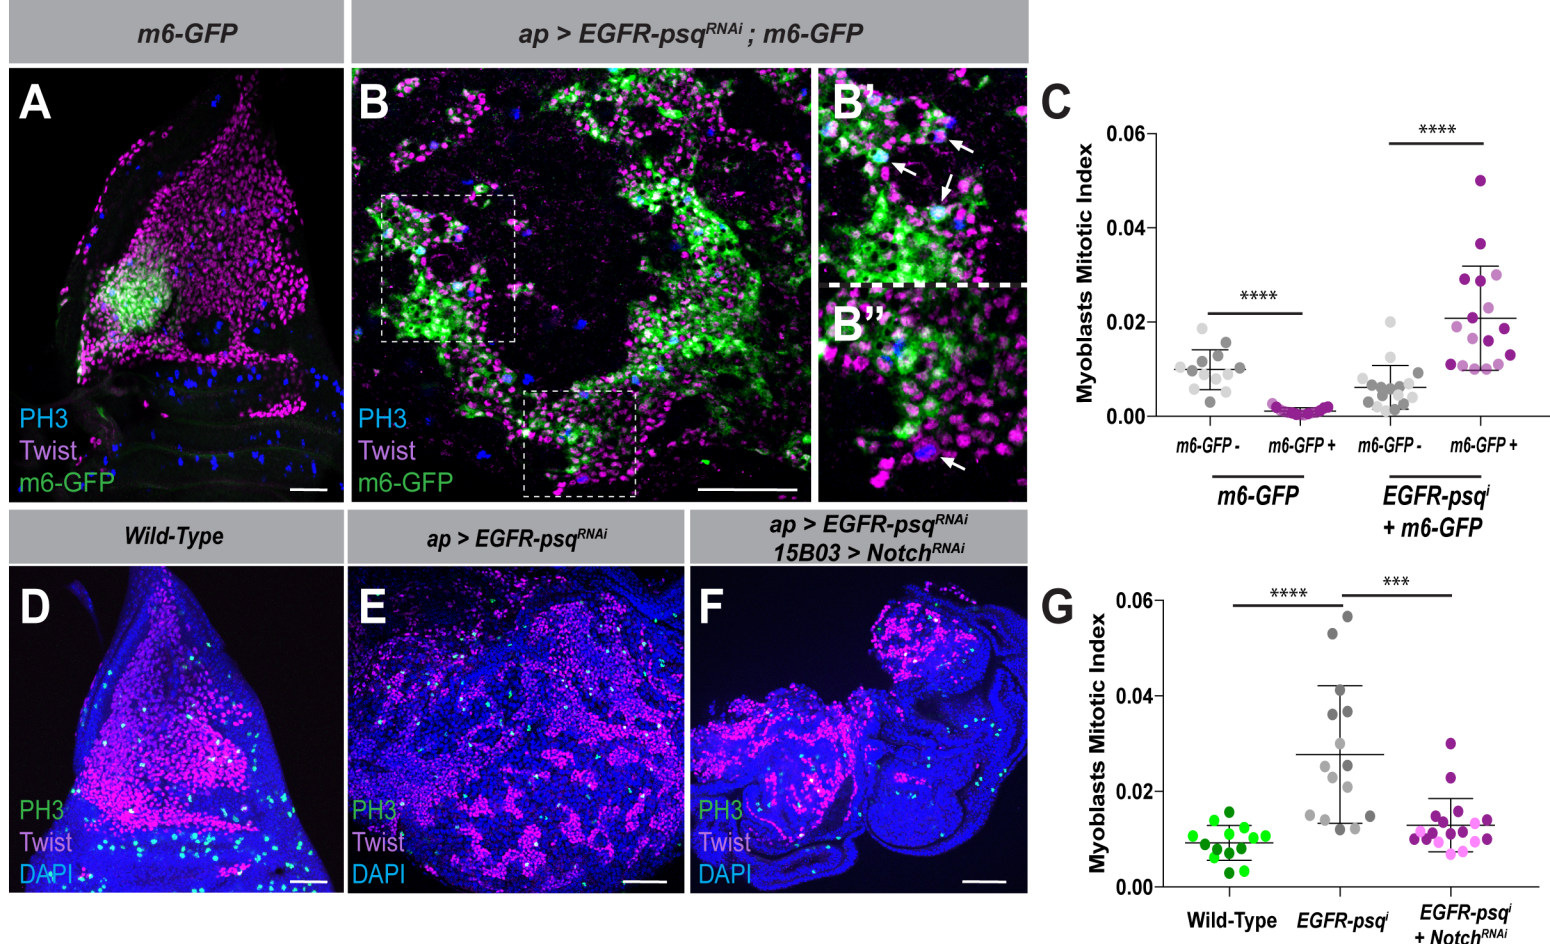 m6-GFP
ap > EGFR-psqRNAi ; m6-GFP
A
PH3
Twist,
m6-GFP
B
PH3
Twist
m6-GFP
B'
B''
C
Myoblasts Mitotic Index
0.06
0.04
0.02
0.00
****
****
m6-GFP -
m6-GFP +
m6-GFP -
m6-GFP +
m6-GFP
EGFR-psqi
+ m6-GFP
Wild-Type
ap > EGFR-psqRNAi
ap > EGFR-psqRNAi
15B03 > NotchRNAi
D
PH3
Twist
DAPI
E
PH3
Twist
DAPI
F
PH3
Twist
DAPI
G
Myoblasts Mitotic Index
0.06
0.04
0.02
0.00
****
***
Wild-Type
EGFR-psqi
EGFR-psqi
+ NotchRNAi